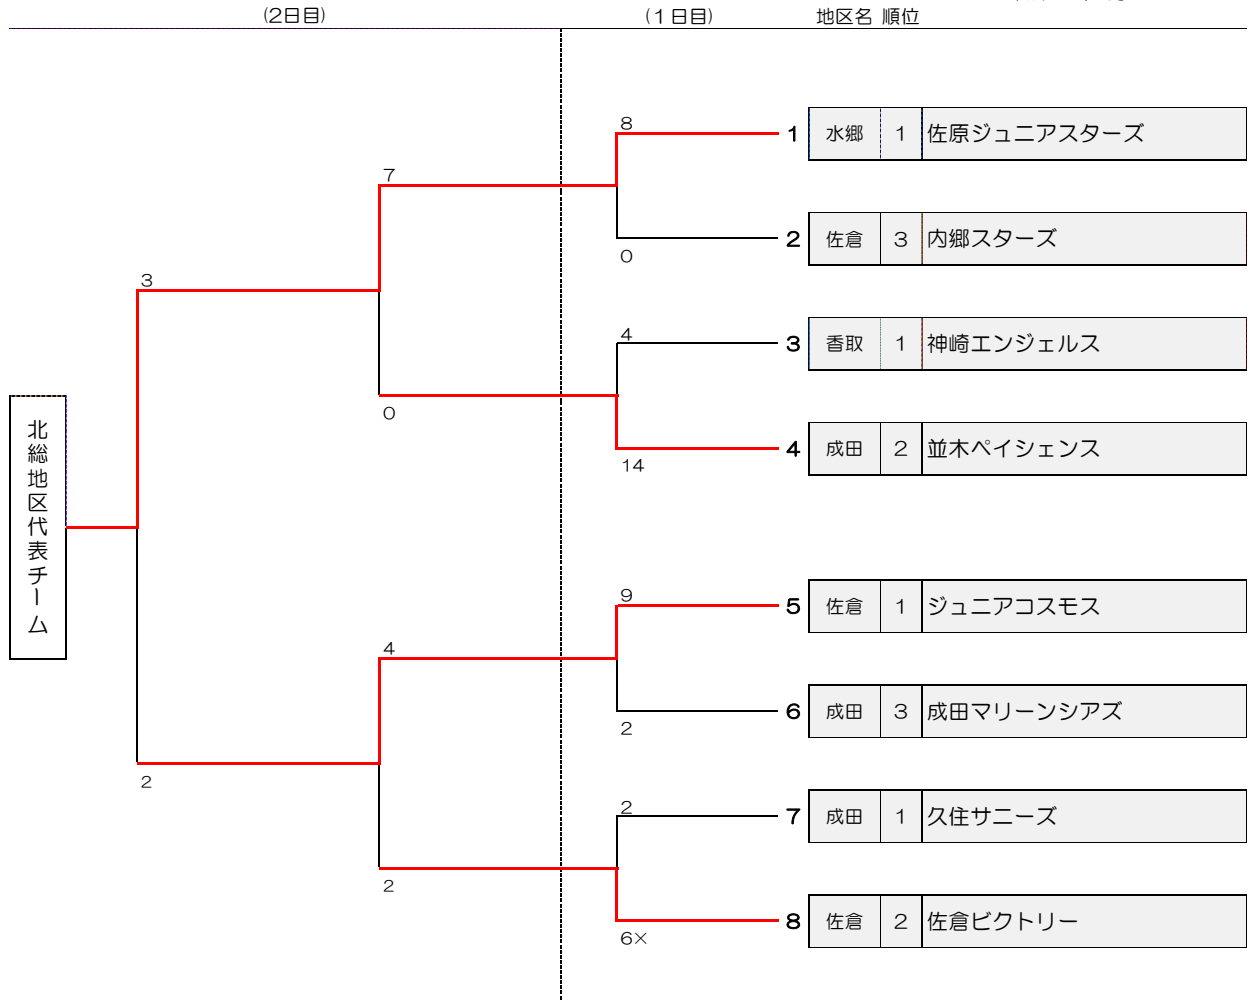 (2日目) (1日目) 地区名 順位
8
1 水郷 1 佐原ジュニアスターズ
7
2 佐倉 3 内郷スターズ
0
3
4
3 香取 1 神崎エンジェルス
0
4 成田 2 並木ペイシェンス
14
北総地区代表チーム
9
5 佐倉 1 ジュニアコスモス
4
6 成田 3 成田マリーンシアズ
2
2
2
7 成田 1 久住サニーズ
2
8 佐倉 2 佐倉ビクトリー
6×